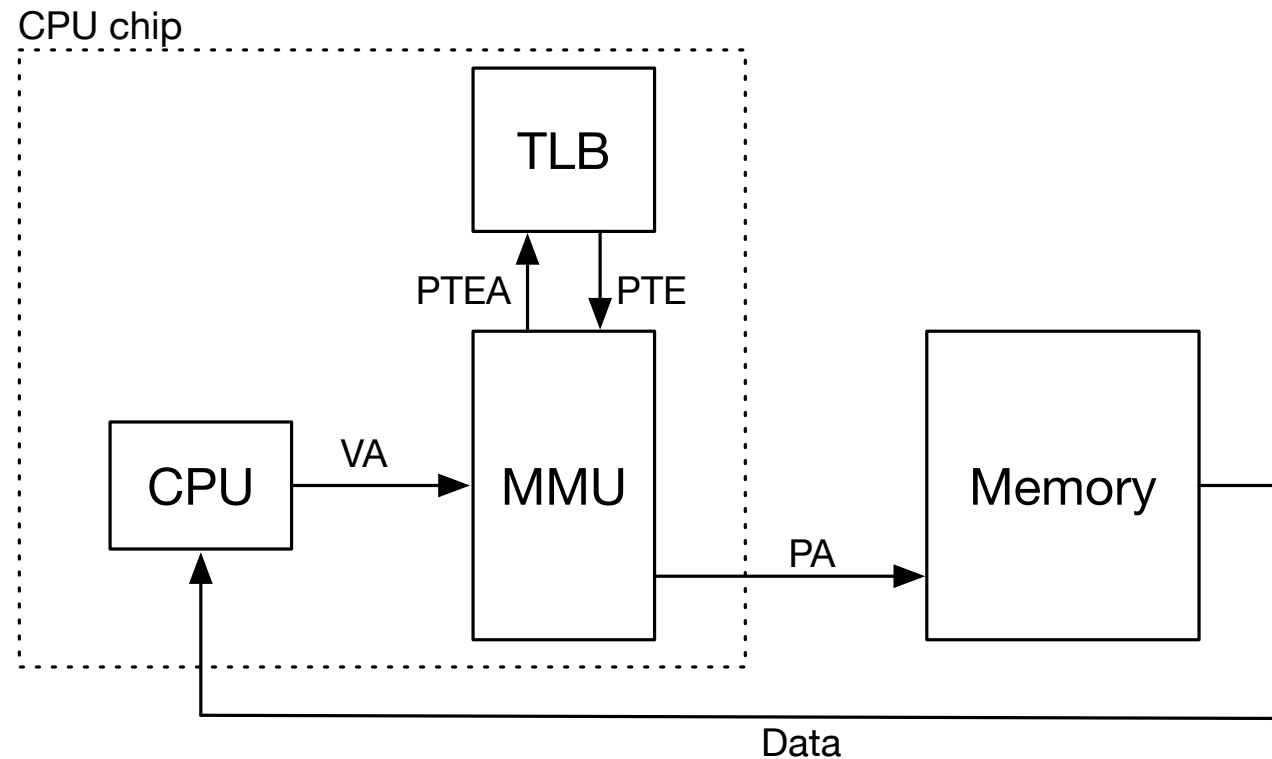 CPU chip
TLB
PTEA
PTE
CPU
VA
MMU
PA
Memory
Data